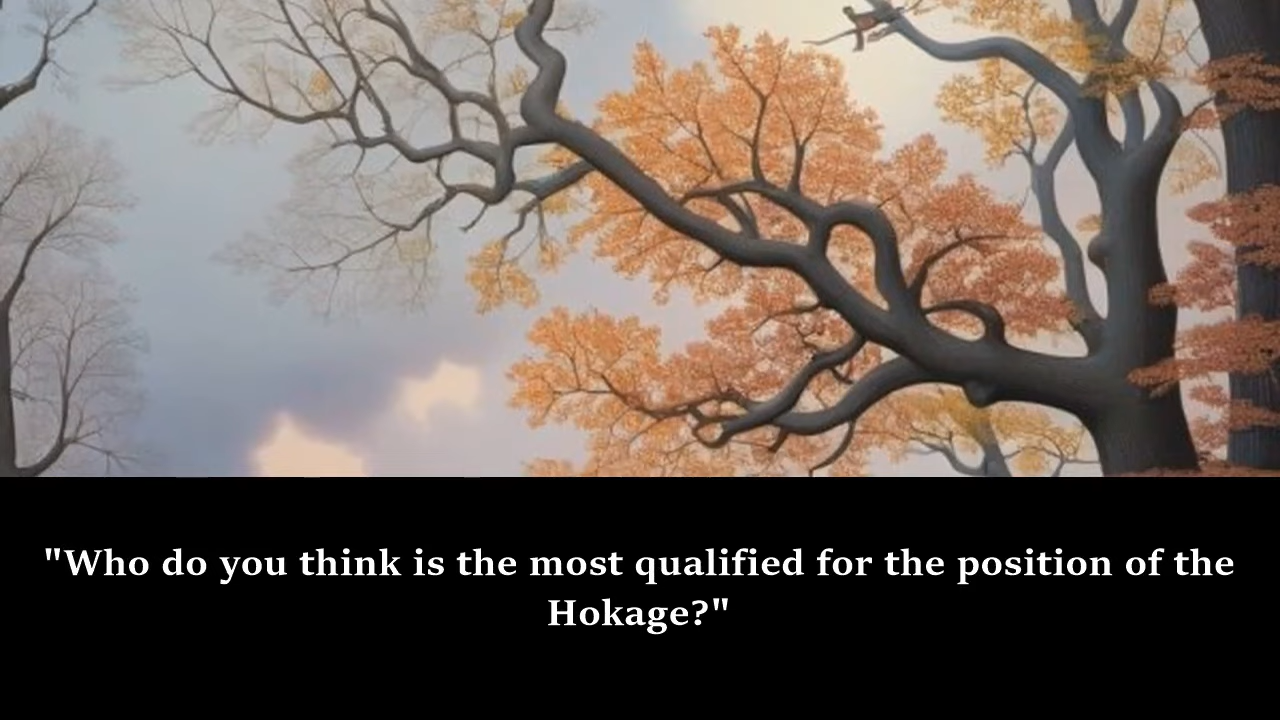 "Who do you think is the most qualified for the position of the
Hokage?"